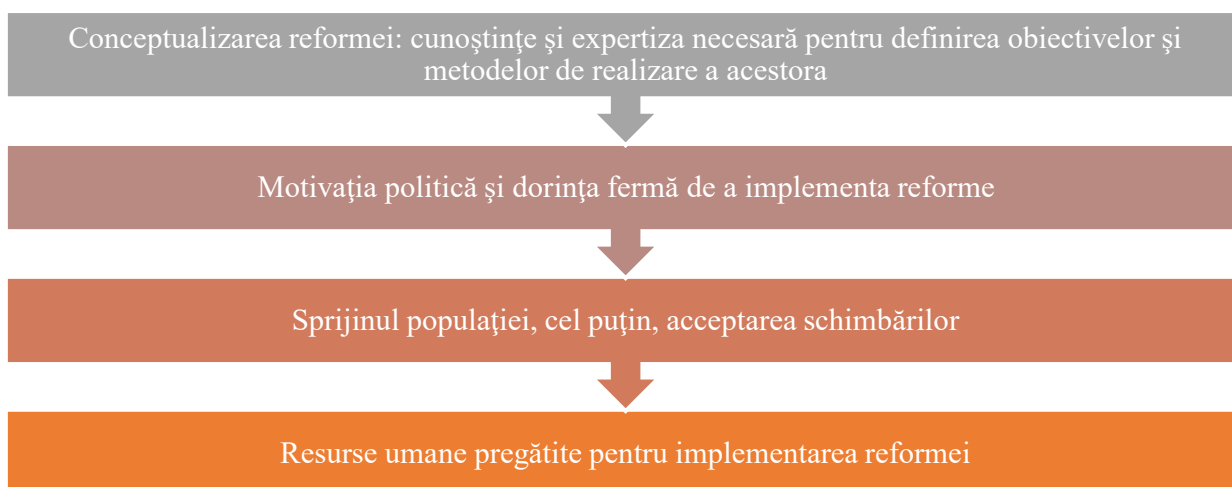 Conceptualizarea reformei: cunoştinţe şi expertiza necesară pentru definirea obiectivelor şi
metodelor de realizare a acestora
Motivaţia politică şi dorinţa fermă de a implementa reforme
Sprijinul populaţiei, cel puţin, acceptarea schimbărilor
Resurse umane pregătite pentru implementarea reformei